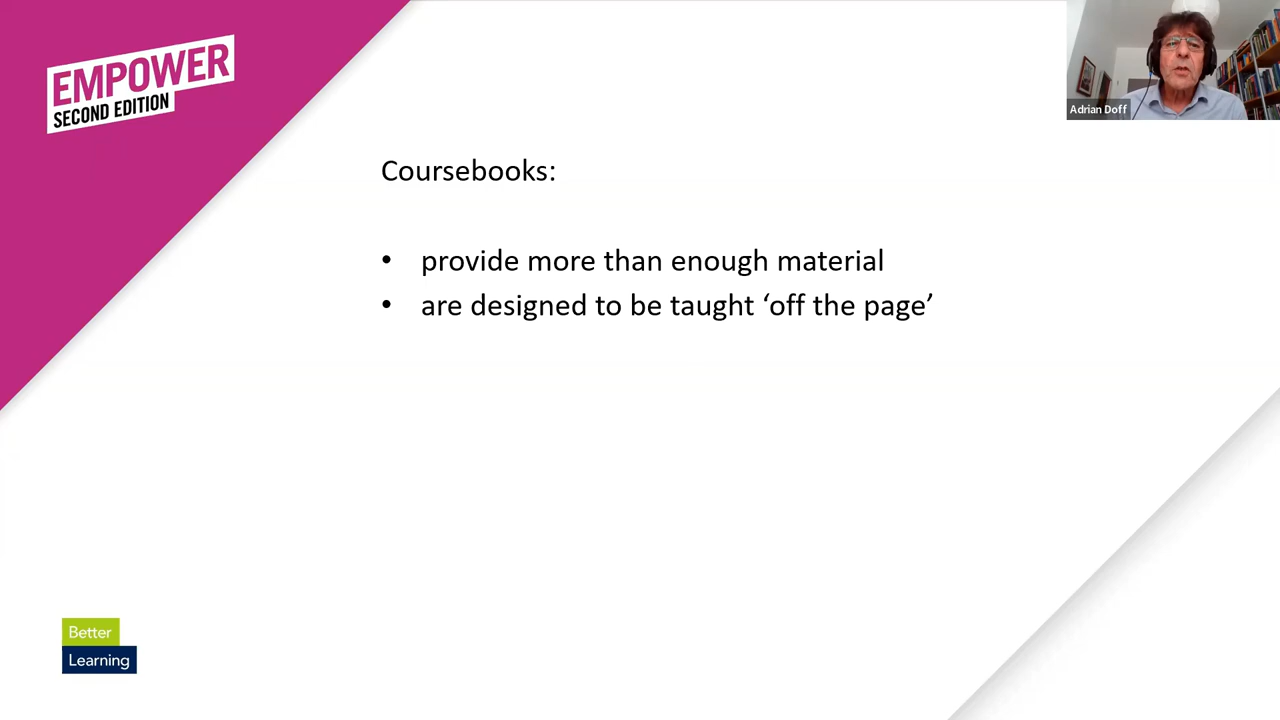 EMPOWER
SECOND EDITION
Adrian Doff
Coursebooks:
• provide more than enough material
• are designed to be taught ‘off the page’
Better
Learning